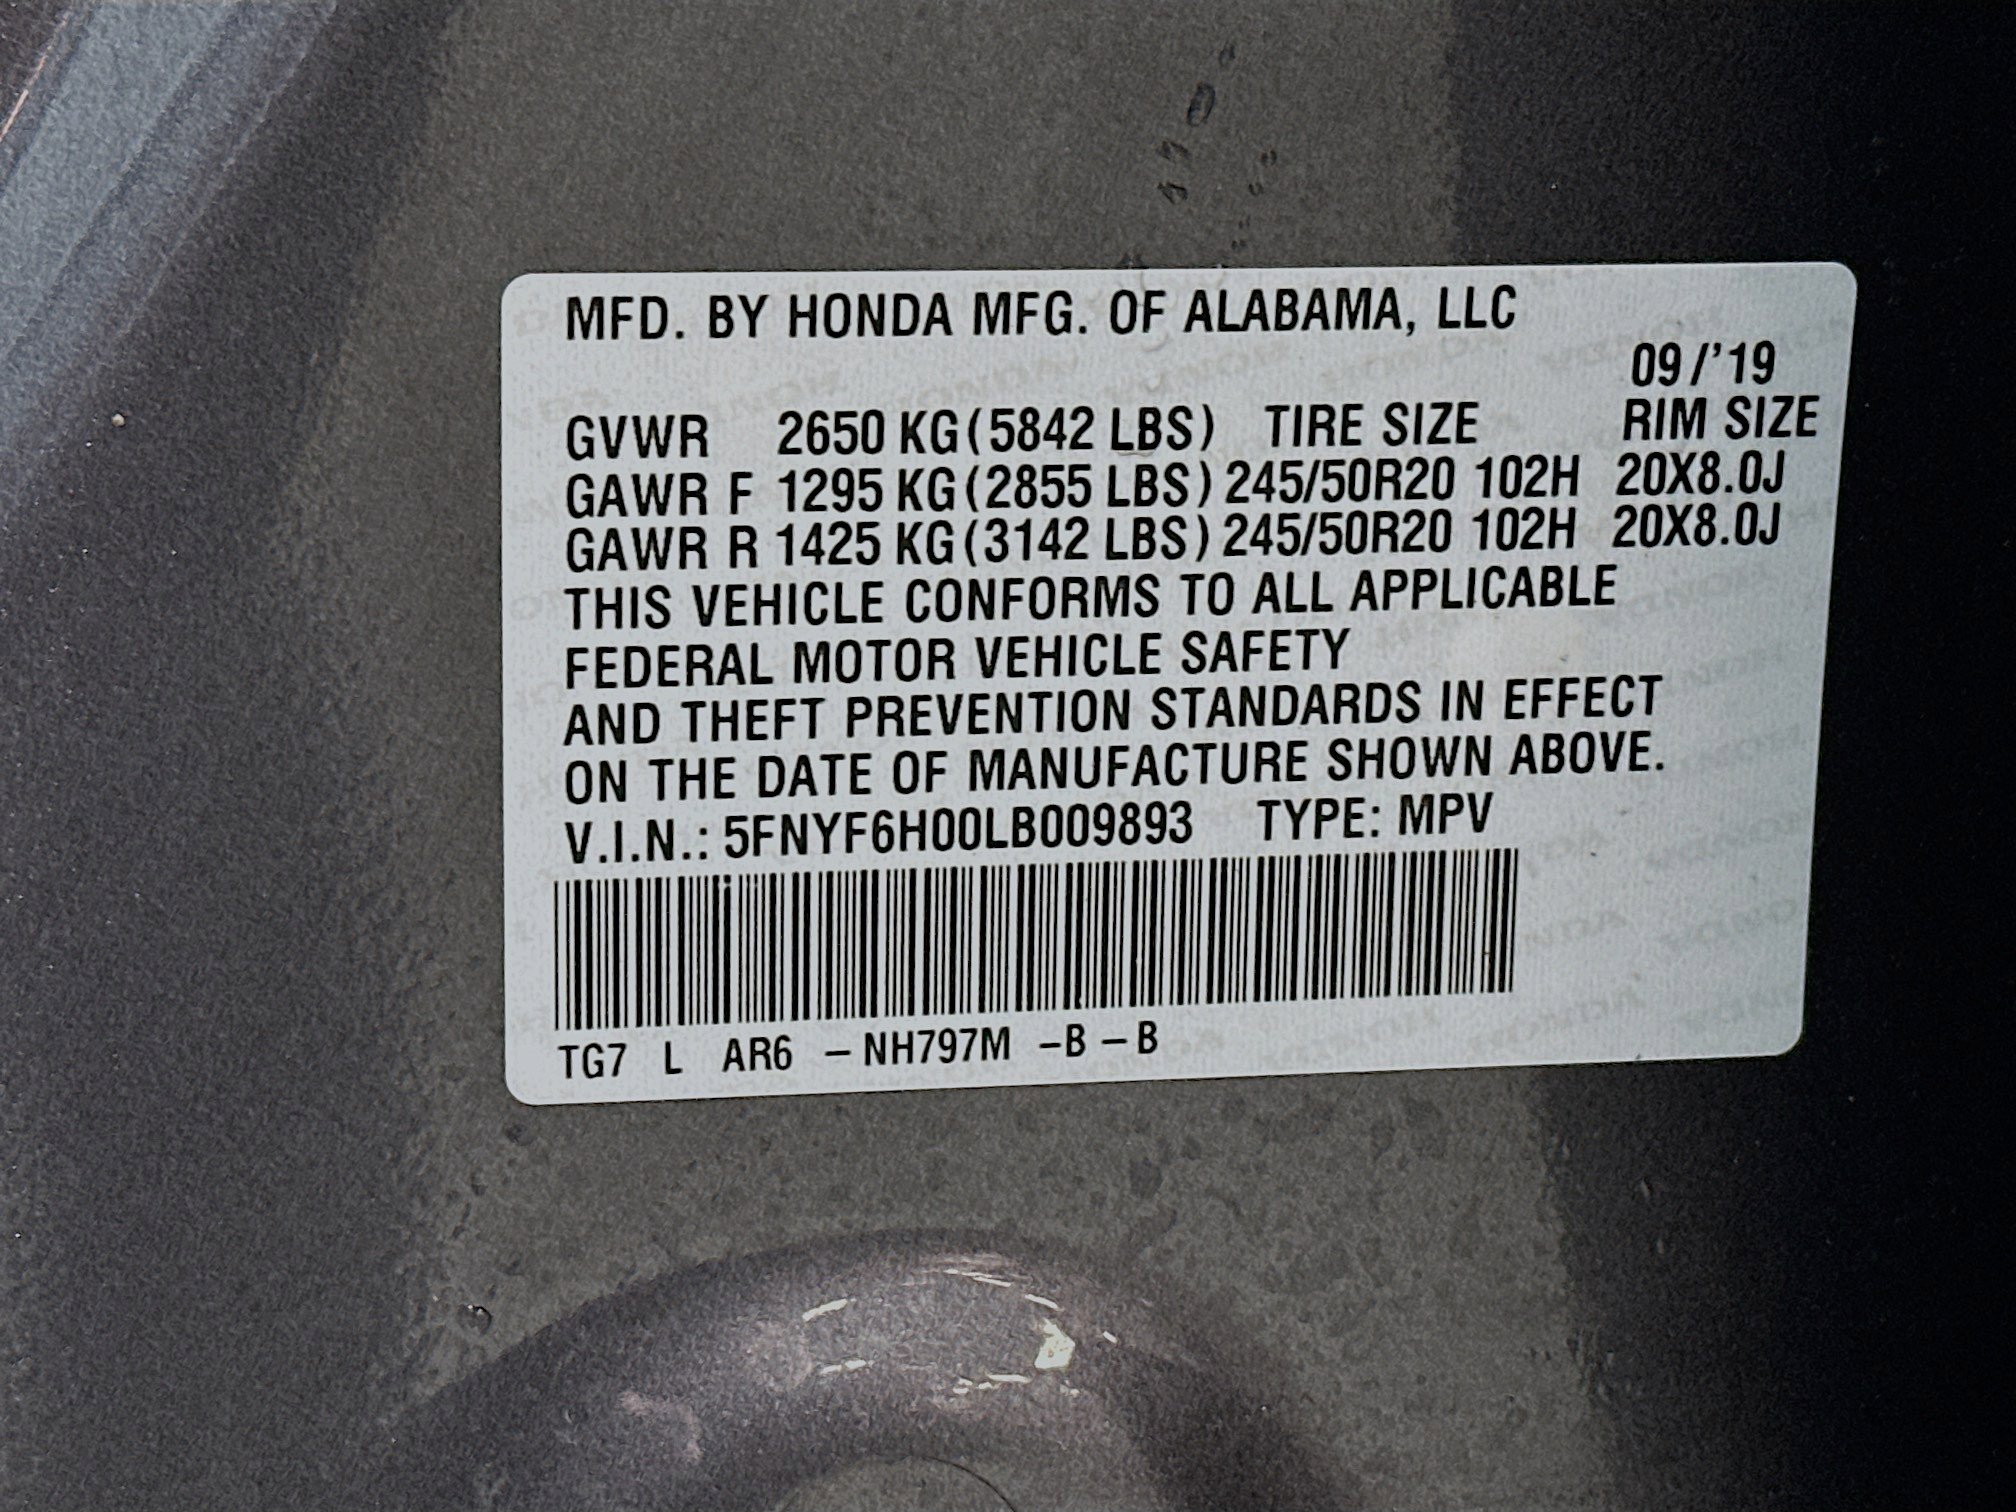 MFD. BY HONDA MFG. OF ALABAMA, LLC
09/'19
GVWR 2650 KG(5842 LBS) TIRE SIZE RIM SIZE
GAWR F 1295 KG(2855 LBS) 245/50R20 102H 20X8.0J
GAWR R 1425 KG(3142 LBS) 245/50R20 102H 20X8.0J
THIS VEHICLE CONFORMS TO ALL APPLICABLE
FEDERAL MOTOR VEHICLE SAFETY
AND THEFT PREVENTION STANDARDS IN EFFECT
ON THE DATE OF MANUFACTURE SHOWN ABOVE.
V.I.N.: 5FNYF6H00LB009893 TYPE: MPV
TG7 L AR6 - NH797M -B - B